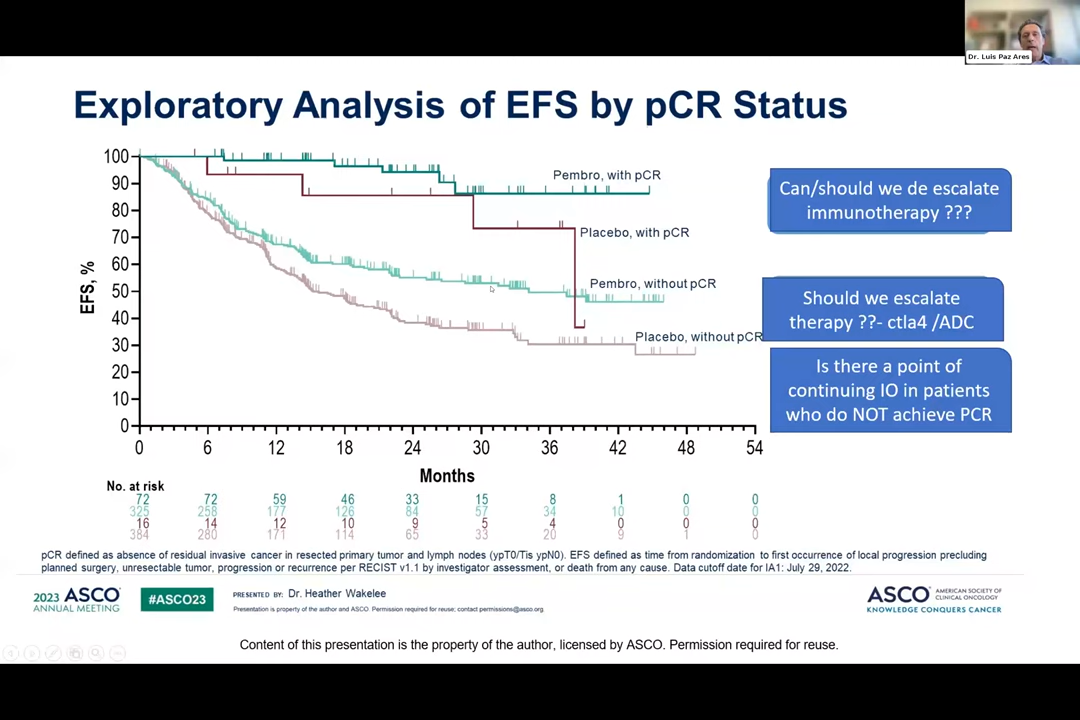 Dr. Luis Paz Ares
Exploratory Analysis of EFS by pCR Status
EFS, %
100
90
80
70
60
50
40
30
20
10
0
Pembro, with pCR
Placebo, with pCR
Pembro, without pCR
Placebo, without pCR
0 6 12 18 24 30 36 42 48 54
Months
Can/should we de escalate
immunotherapy ???
Should we escalate
therapy ??- ctla4 /ADC
Is there a point of
continuing IO in patients
who do NOT achieve PCR
No. at risk
72 72 59 46 33 15 8 1 0 0
325 258 177 126 84 57 34 10 0 0
16 14 12 10 9 5 4 0 0 0
384 280 171 114 65 33 20 9 1 0
pCR defined as absence of residual invasive cancer in resected primary tumor and lymph nodes (ypT0/Tis ypN0). EFS defined as time from randomization to first occurrence of local progression precluding
planned surgery, unresectable tumor, progression or recurrence per RECIST v1.1 by investigator assessment, or death from any cause. Data cutoff date for IA1: July 29, 2022.
2023 ASCO
ANNUAL MEETING
#ASCO23
PRESENTED BY: Dr. Heather Wakelee
Presentation is property of the author and ASCO. Permission required for reuse; contact permissions@asco.org.
ASCO AMERICAN SOCIETY OF
CLINICAL ONCOLOGY
KNOWLEDGE CONQUERS CANCER
Content of this presentation is the property of the author, licensed by ASCO. Permission required for reuse.